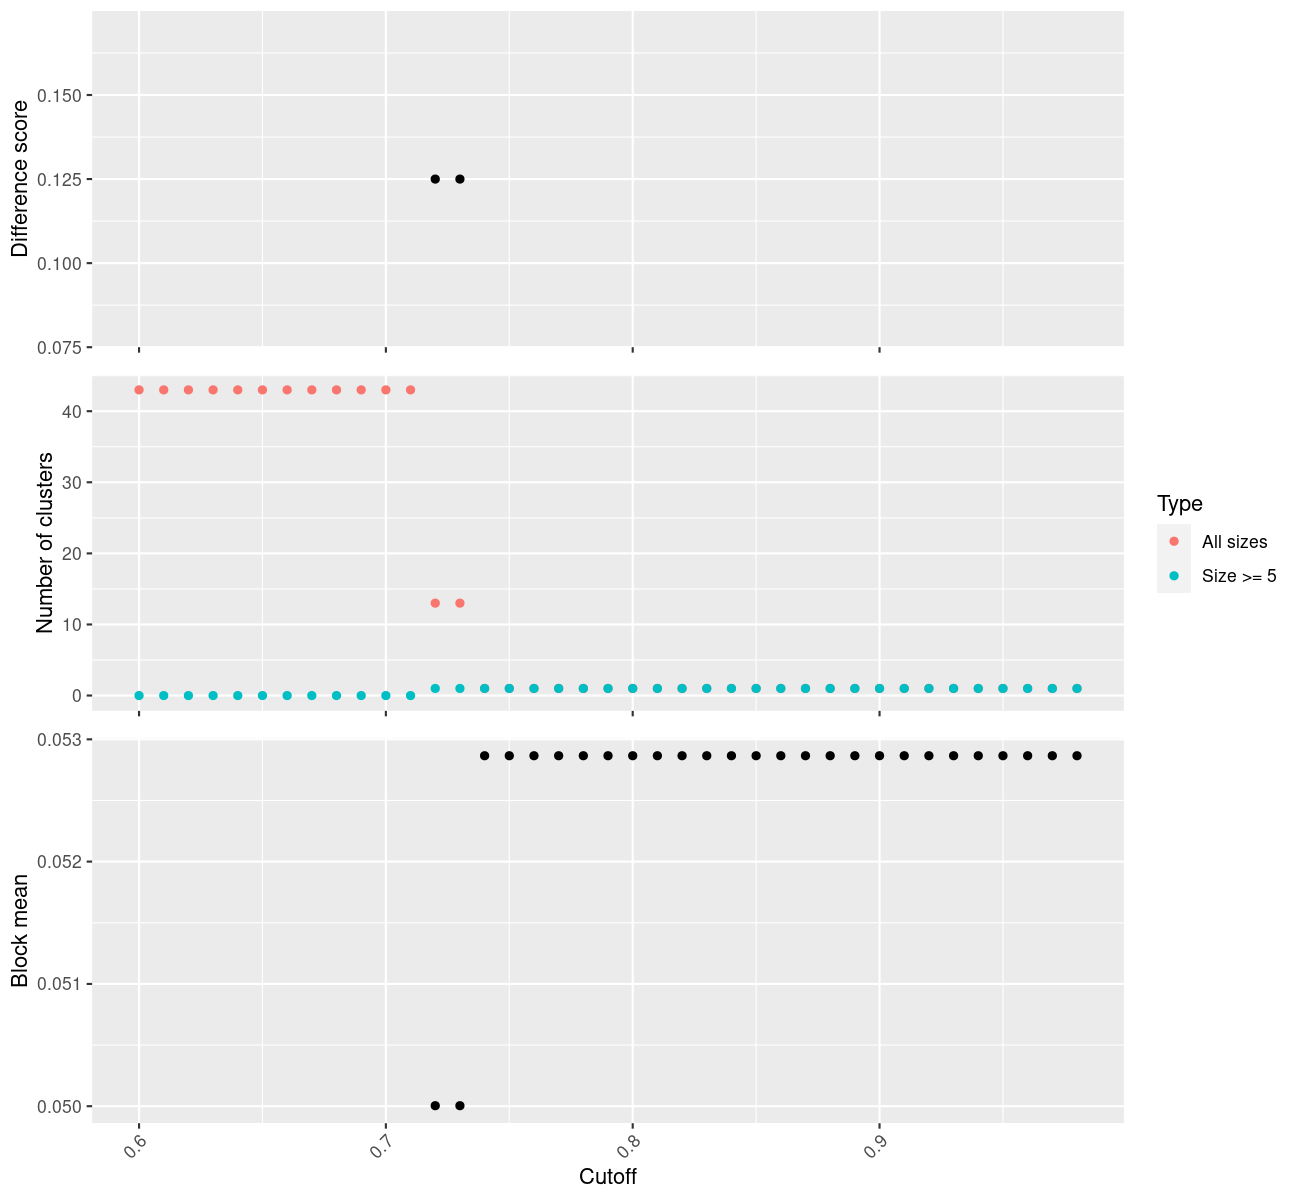 Difference score
0.150
0.125
0.100
0.075
Number of clusters
40
30
20
10
0
Type
All sizes
Size >= 5
Block mean
0.053
0.052
0.051
0.050
0.6
0.7
0.8
0.9
Cutoff